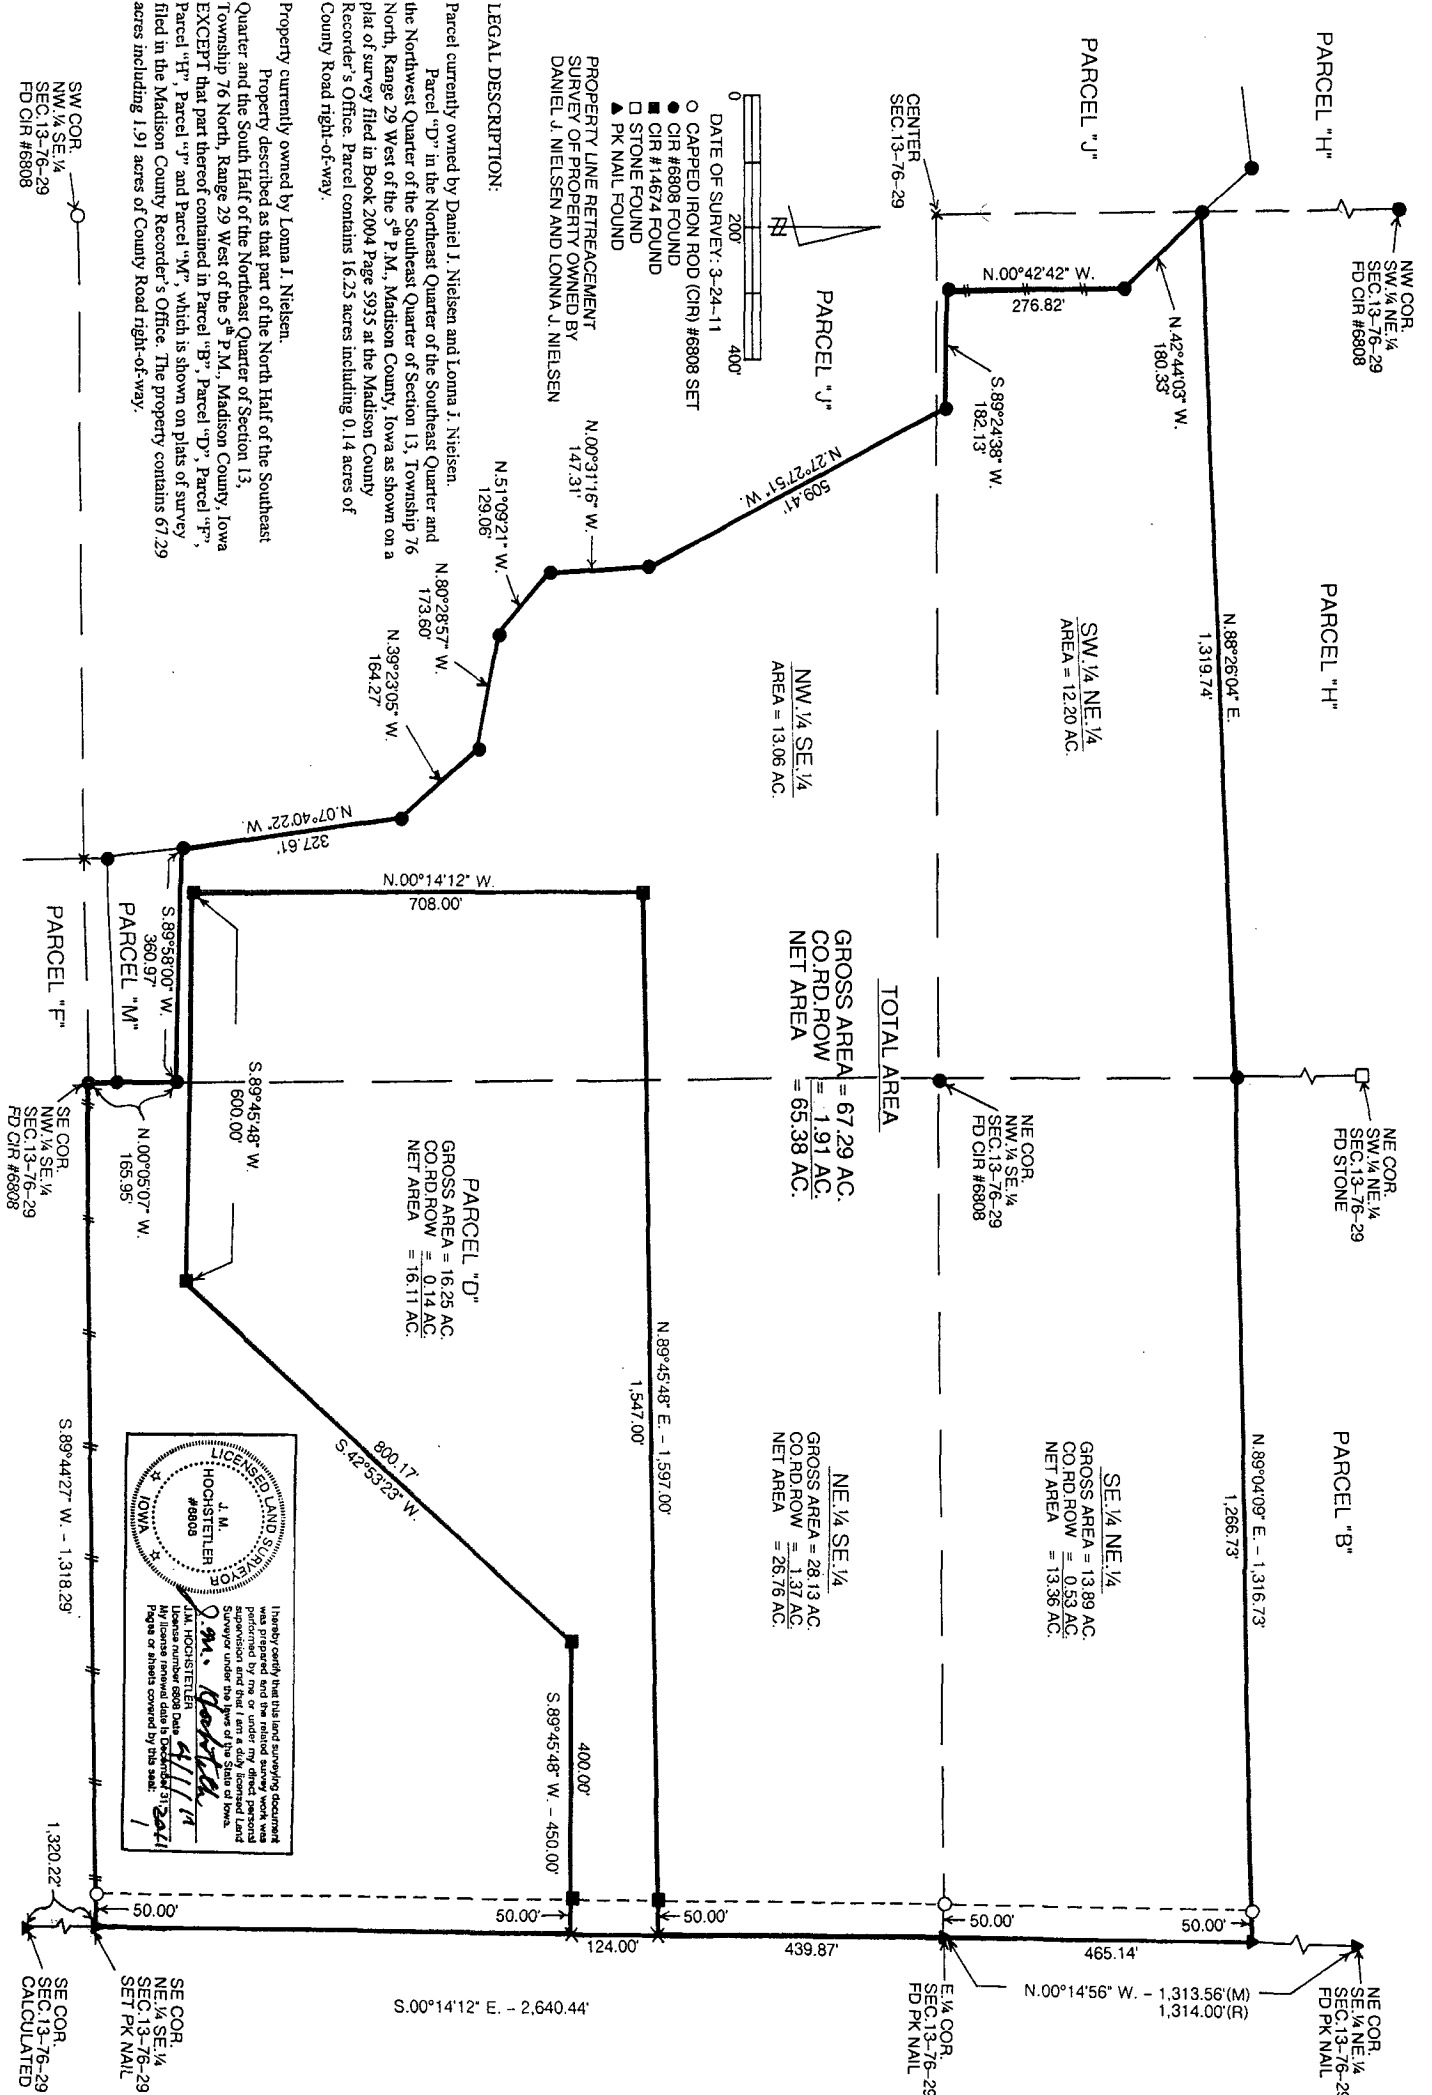 PARCEL "H"
PARCEL "J"
NW COR.
SW.¼ NE.¼
SEC.13–76–29
FD CIR #6808
N.42°44'03" W.
180.33'
N.00°42'42" W.
276.82'
CENTER
SEC.13–76–29
S.89°24'38" W.
182.13'
PARCEL "H"
N.88°26'04" E.
1,319.74'
SW.¼ NE.¼
AREA = 12.20 AC.
NE COR.
SW.¼ NE.¼
SEC.13–76–29
FD STONE
PARCEL "B"
N.89°04'09" E. – 1,316.73'
1,266.73'
SE.¼ NE.¼
GROSS AREA = 13.89 AC.
CO.RD.ROW = 0.53 AC.
NET AREA = 13.36 AC.
NE COR.
SE.¼ NE.¼
SEC.13–76–29
FD PK NAIL
N.00°14'56" W. – 1,313.56'(M)
1,314.00'(R)
50.00'
465.14'
50.00'
E.¼ COR.
SEC.13–76–29
FD PK NAIL
NE COR.
NW.¼ SE.¼
SEC.13–76–29
FD CIR #6808
TOTAL AREA
GROSS AREA = 67.29 AC.
CO.RD.ROW = 1.91 AC.
NET AREA = 65.38 AC.
PARCEL "J"
N.27°27'51" W.
509.41'
NW.¼ SE.¼
AREA = 13.06 AC.
NE.¼ SE.¼
GROSS AREA = 28.13 AC.
CO.RD.ROW = 1.37 AC.
NET AREA = 26.76 AC.
439.87'
50.00'
N.89°45'48" E. – 1,597.00'
1,547.00'
124.00'
50.00'
DATE OF SURVEY: 3–24–11
0 200' 400'
○ CAPPED IRON ROD (CIR) #6808 SET
● CIR #6808 FOUND
■ CIR #14674 FOUND
□ STONE FOUND
▲ PK NAIL FOUND
PROPERTY LINE RETREACEMENT
SURVEY OF PROPERTY OWNED BY
DANIEL J. NIELSEN AND LONNA J. NIELSEN
N.00°31'16" W.
147.31'
N.51°09'21" W.
129.06'
N.80°28'57" W.
173.60'
N.39°23'05" W.
164.27'
N.07°40'22" W.
327.61'
N.00°14'12" W.
708.00'
PARCEL "D"
GROSS AREA = 16.25 AC.
CO.RD.ROW = 0.14 AC.
NET AREA = 16.11 AC.
S.89°45'48" W.
600.00'
800.17'
S.42°53'23" W.
400.00'
S.89°45'48" W. – 450.00'
S.00°14'12" E. – 2,640.44'
LEGAL DESCRIPTION:
Parcel currently owned by Daniel J. Nielsen and Lonna J. Nielsen.
Parcel "D" in the Northeast Quarter of the Southeast Quarter and
the Northwest Quarter of the Southeast Quarter of Section 13, Township 76
North, Range 29 West of the 5th P.M., Madison County, Iowa as shown on a
plat of survey filed in Book 2004 Page 5935 at the Madison County
Recorder's Office. Parcel contains 16.25 acres including 0.14 acres of
County Road right-of-way.
Property currently owned by Lonna J. Nielsen.
Property described as that part of the North Half of the Southeast
Quarter and the South Half of the Northeast Quarter of Section 13,
Township 76 North, Range 29 West of the 5th P.M., Madison County, Iowa
EXCEPT that part thereof contained in Parcel "B", Parcel "D", Parcel "F",
Parcel "H", Parcel "J" and Parcel "M", which is shown on plats of survey
filed in the Madison County Recorder's Office. The property contains 67.29
acres including 1.91 acres of County Road right-of-way.
SW COR.
NW.¼ SE.¼
SEC.13–76–29
FD CIR #6808
S.89°58'00" W.
360.97'
PARCEL "M"
PARCEL "F"
N.00°05'07" W.
165.95'
SE COR.
NW.¼ SE.¼
SEC.13–76–29
FD CIR #6808
S.89°44'27" W. – 1,318.29'
LICENSED LAND SURVEYOR
J. M.
HOCHSTETLER
#6808
IOWA
I hereby certify that this land surveying document
was prepared and the related survey work was
performed by me or under my direct personal
supervision and that I am a duly licensed Land
Surveyor under the laws of the State of Iowa.
J.M. Hochstetler
J.M. HOCHSTETLER
License number 6808 Date 4/1/11
My license renewal date is December 31, 2011
Pages or sheets covered by this seal: 1
50.00'
1,320.22'
SE COR.
NE.¼ SE.¼
SEC.13–76–29
SET PK NAIL
SE COR.
SEC.13–76–29
CALCULATED